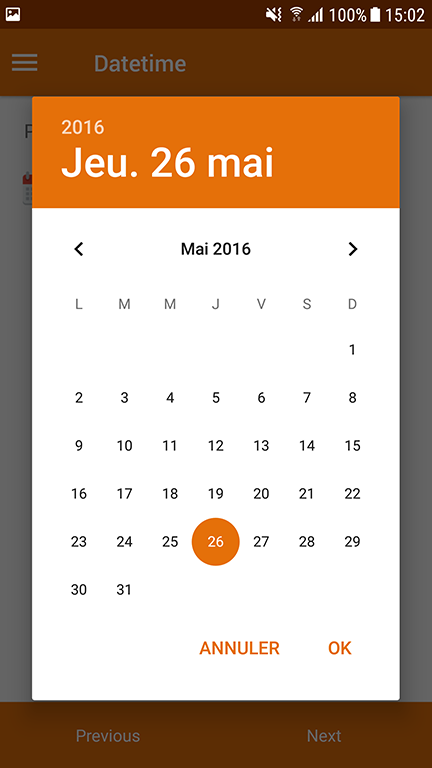 100% 15:02
Datetime
2016
Jeu. 26 mai
Mai 2016
L M M J V S D
1
2 3 4 5 6 7 8
9 10 11 12 13 14 15
16 17 18 19 20 21 22
23 24 25 26 27 28 29
30 31
ANNULER OK
Previous Next